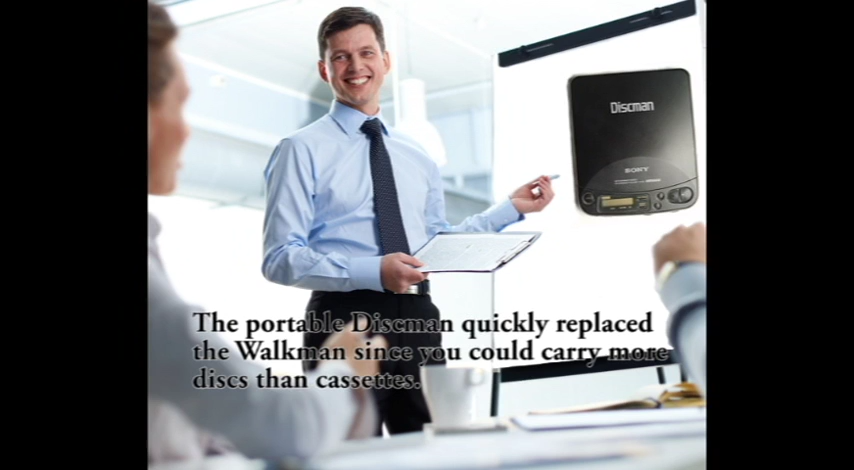 Discman
SONY
The portable Discman quickly replaced
the Walkman since you could carry more
discs than cassettes.